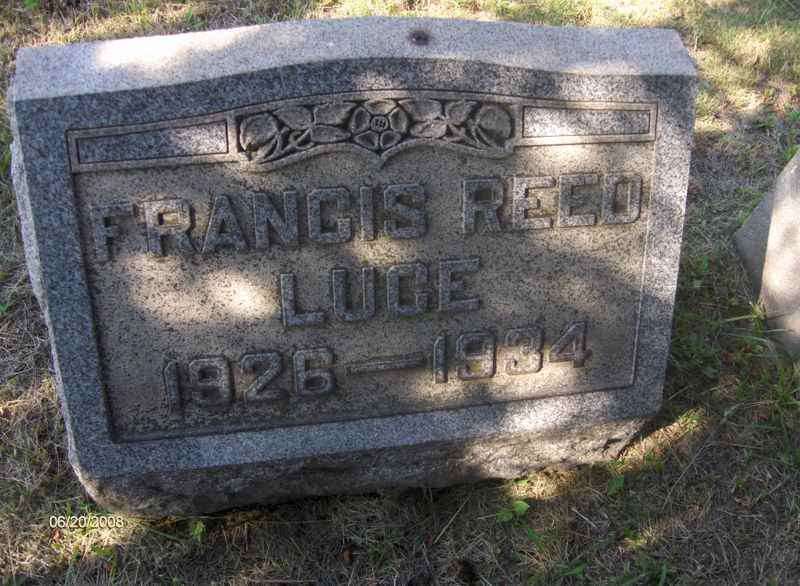 FRANCIS REED
LUCE
1926—1934
06/20/2008